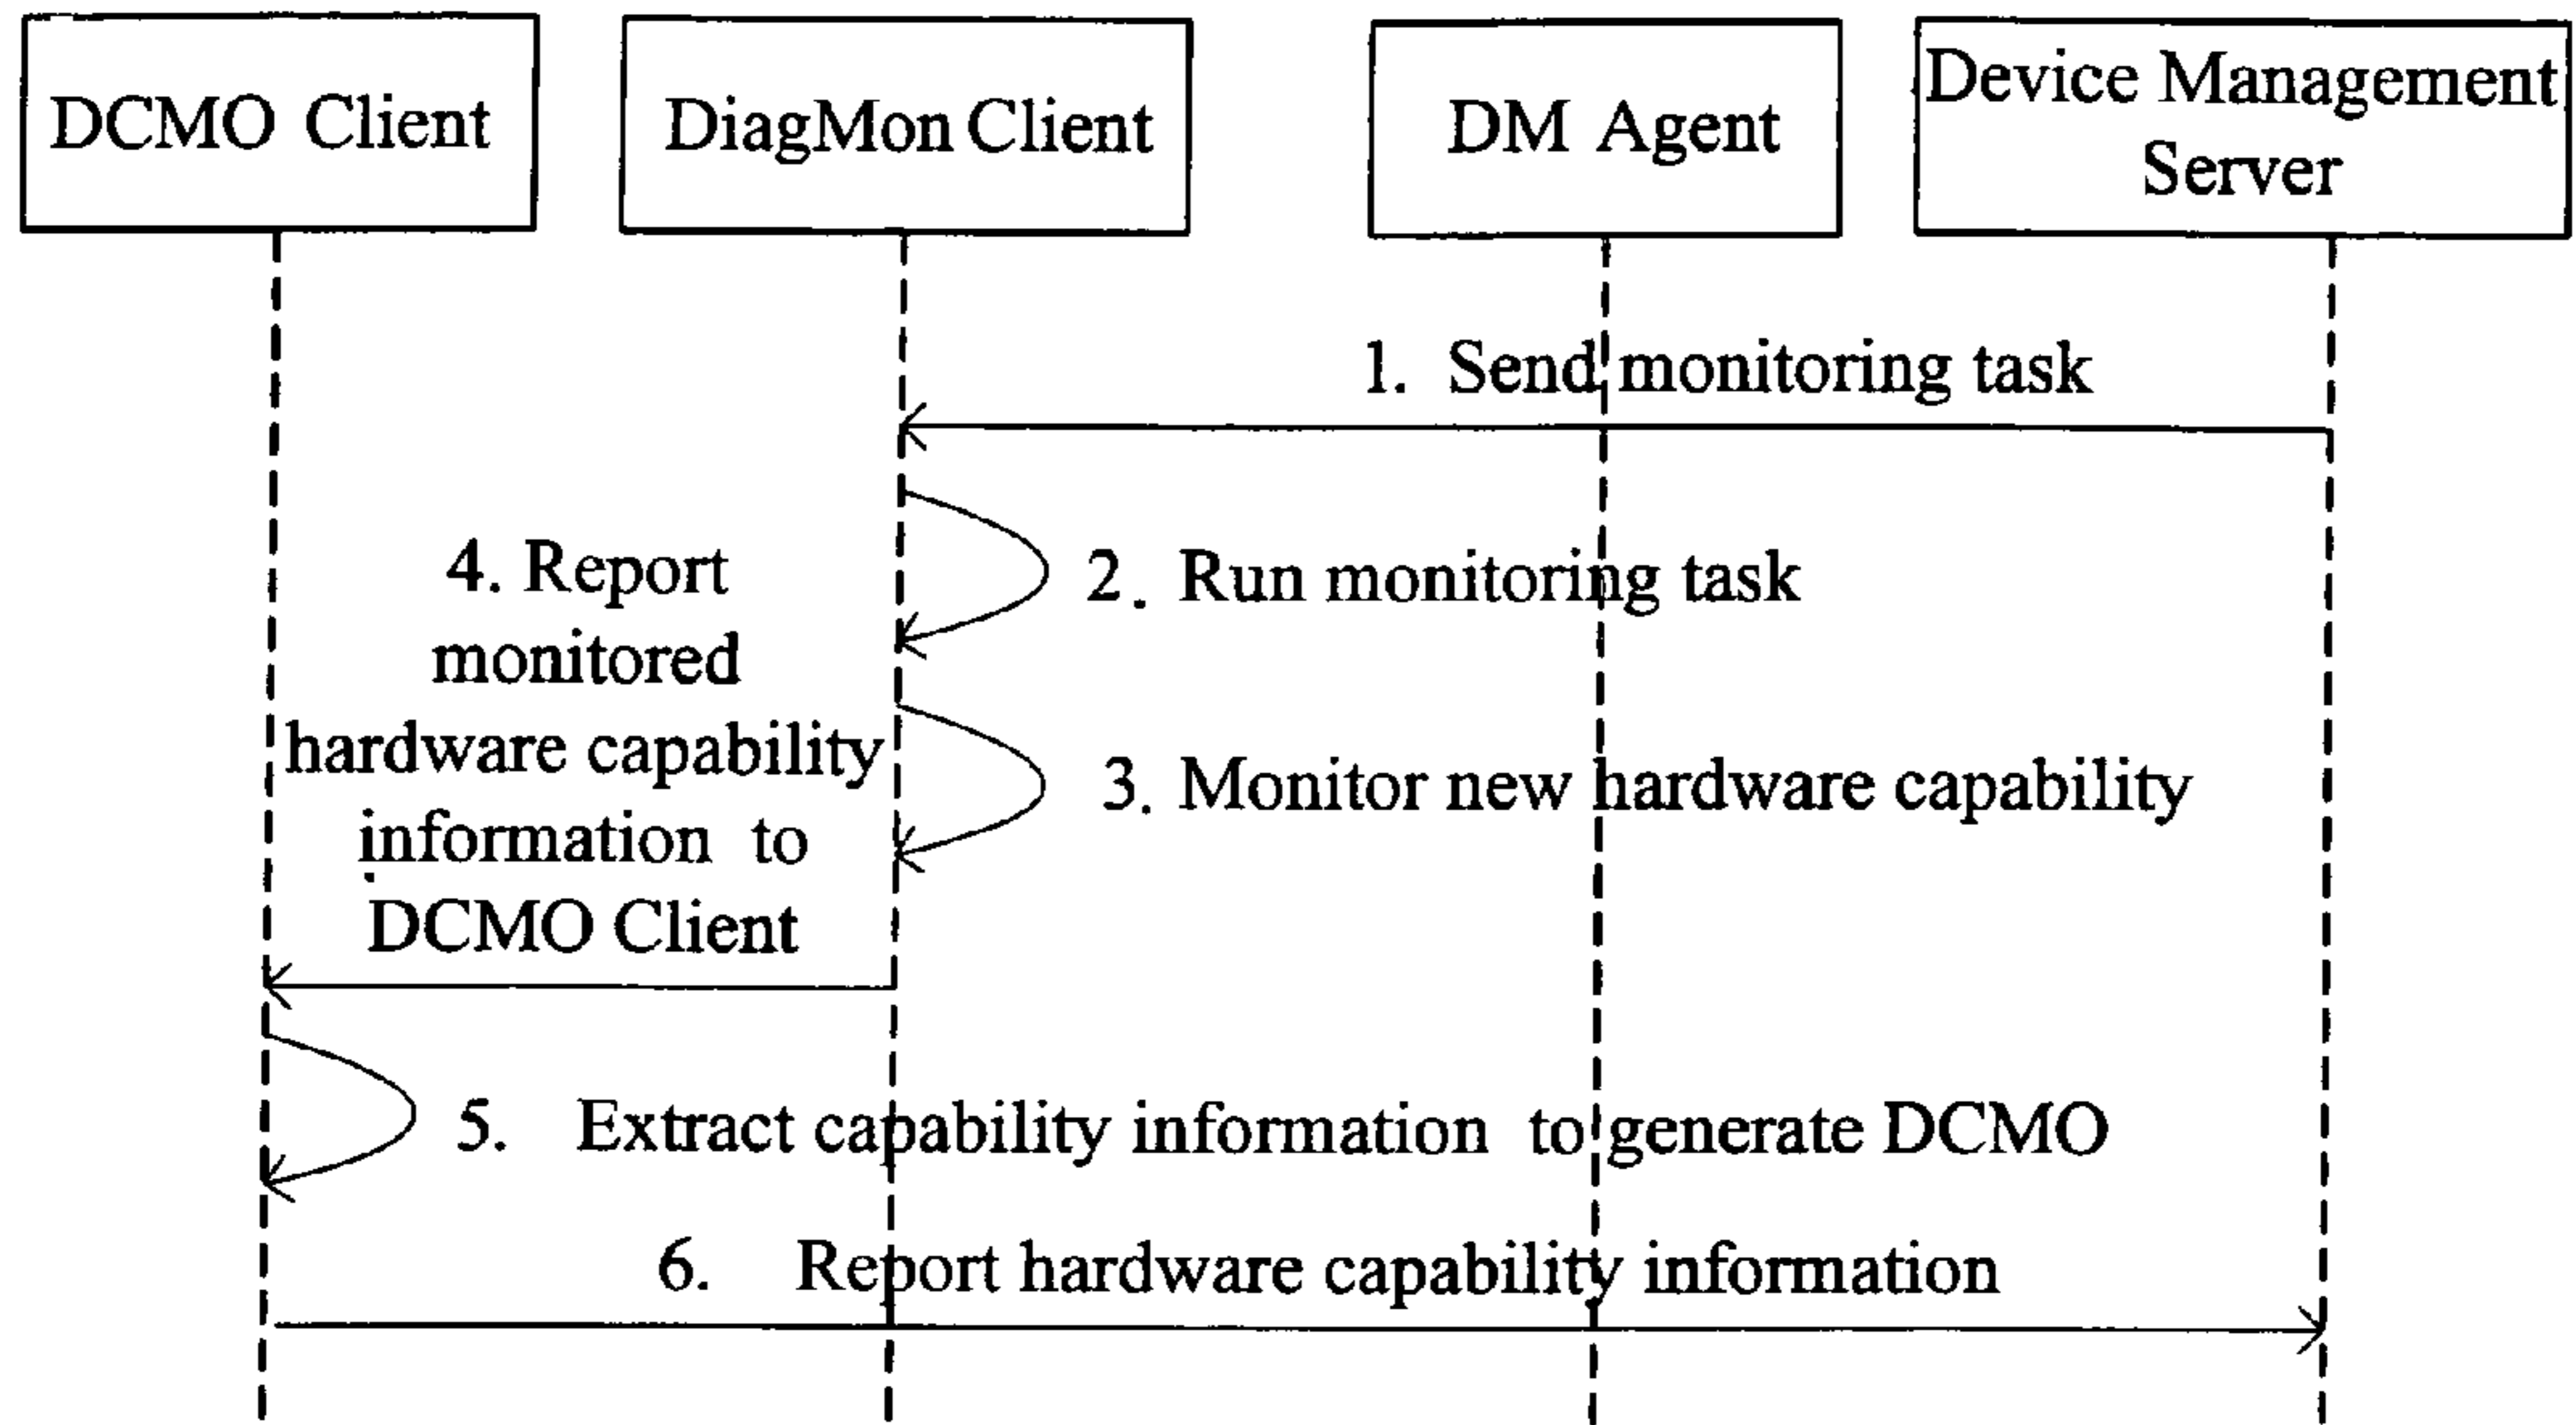 DCMO Client
DiagMon Client
DM Agent
Device Management
Server
1. Send monitoring task
2. Run monitoring task
3. Monitor new hardware capability
4. Report
monitored
hardware capability
information to
DCMO Client
5. Extract capability information to generate DCMO
6. Report hardware capability information